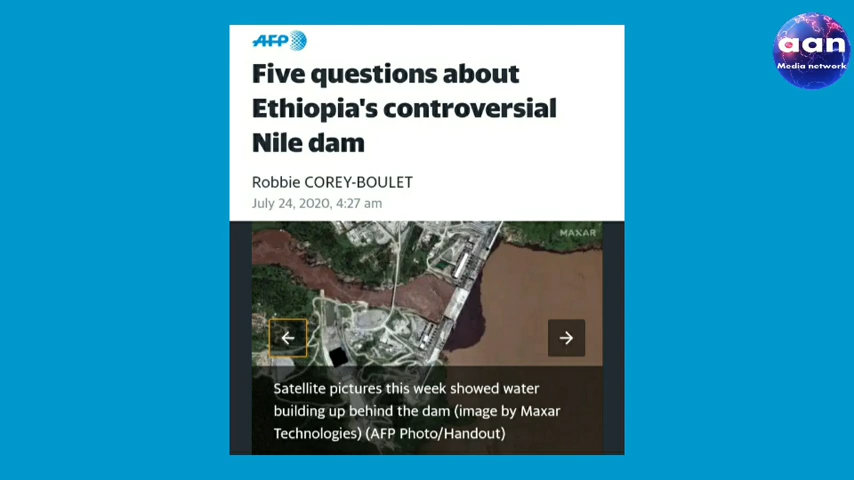 AFP
Five questions about
Ethiopia's controversial
Nile dam
Robbie COREY-BOULET
July 24, 2020, 4:27 am
MAXAR
Satellite pictures this week showed water
building up behind the dam (image by Maxar
Technologies) (AFP Photo/Handout)
aan
Media network